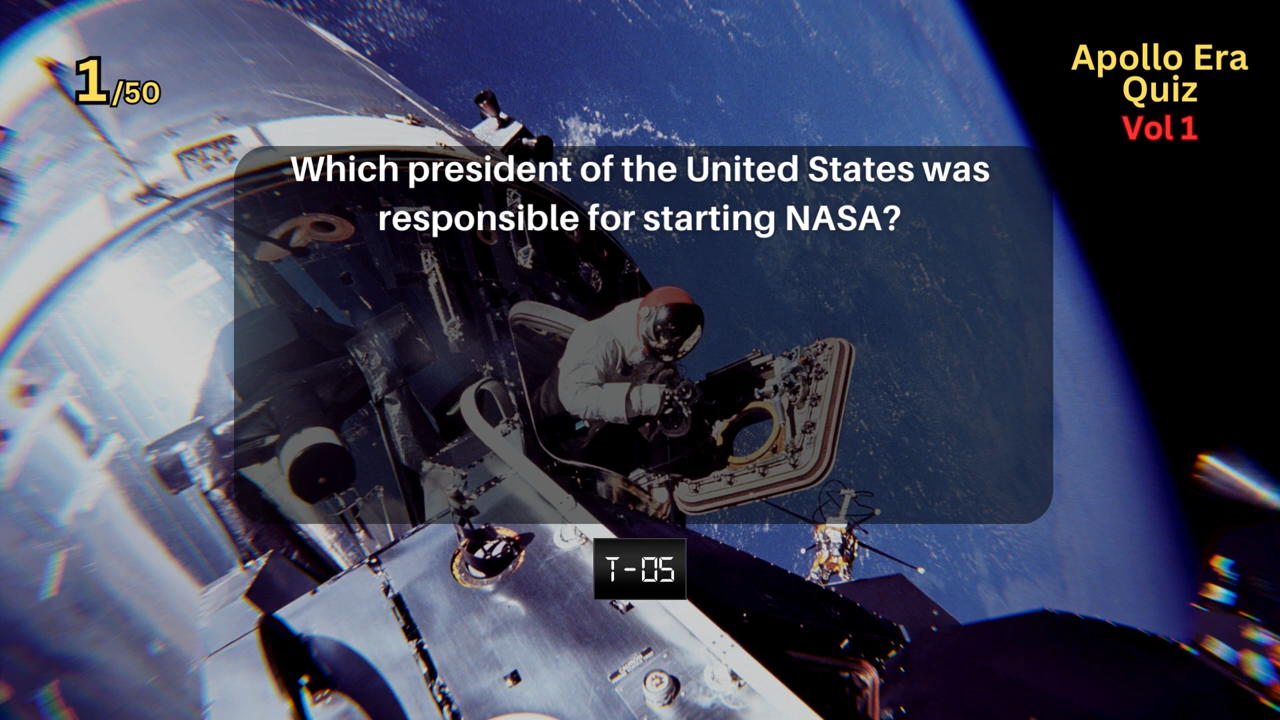 1/50
Apollo Era
Quiz
Vol 1
Which president of the United States was
responsible for starting NASA?
T-05